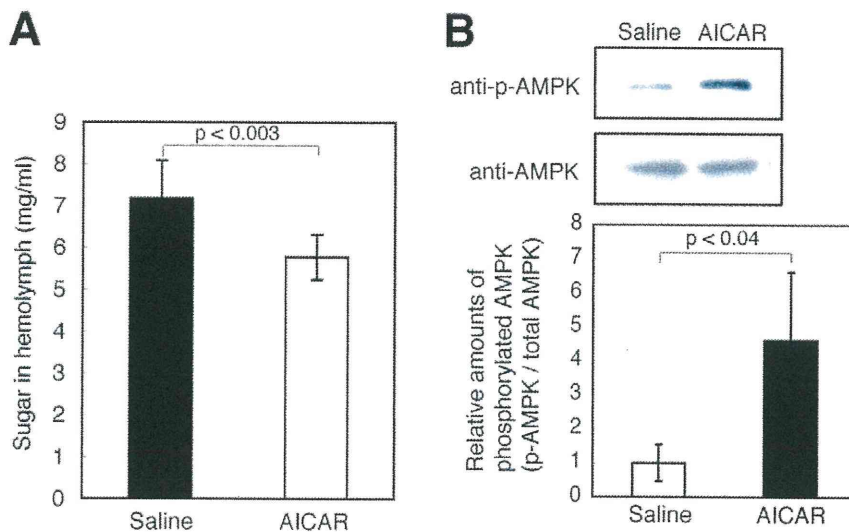 A
Sugar in hemolymph (mg/ml)
9
8
7
6
5
4
3
2
1
0
p < 0.003
Saline AICAR
B
Saline AICAR
anti-p-AMPK
anti-AMPK
Relative amounts of
phosphorylated AMPK
(p-AMPK / total AMPK)
8
7
6
5
4
3
2
1
0
p < 0.04
Saline AICAR